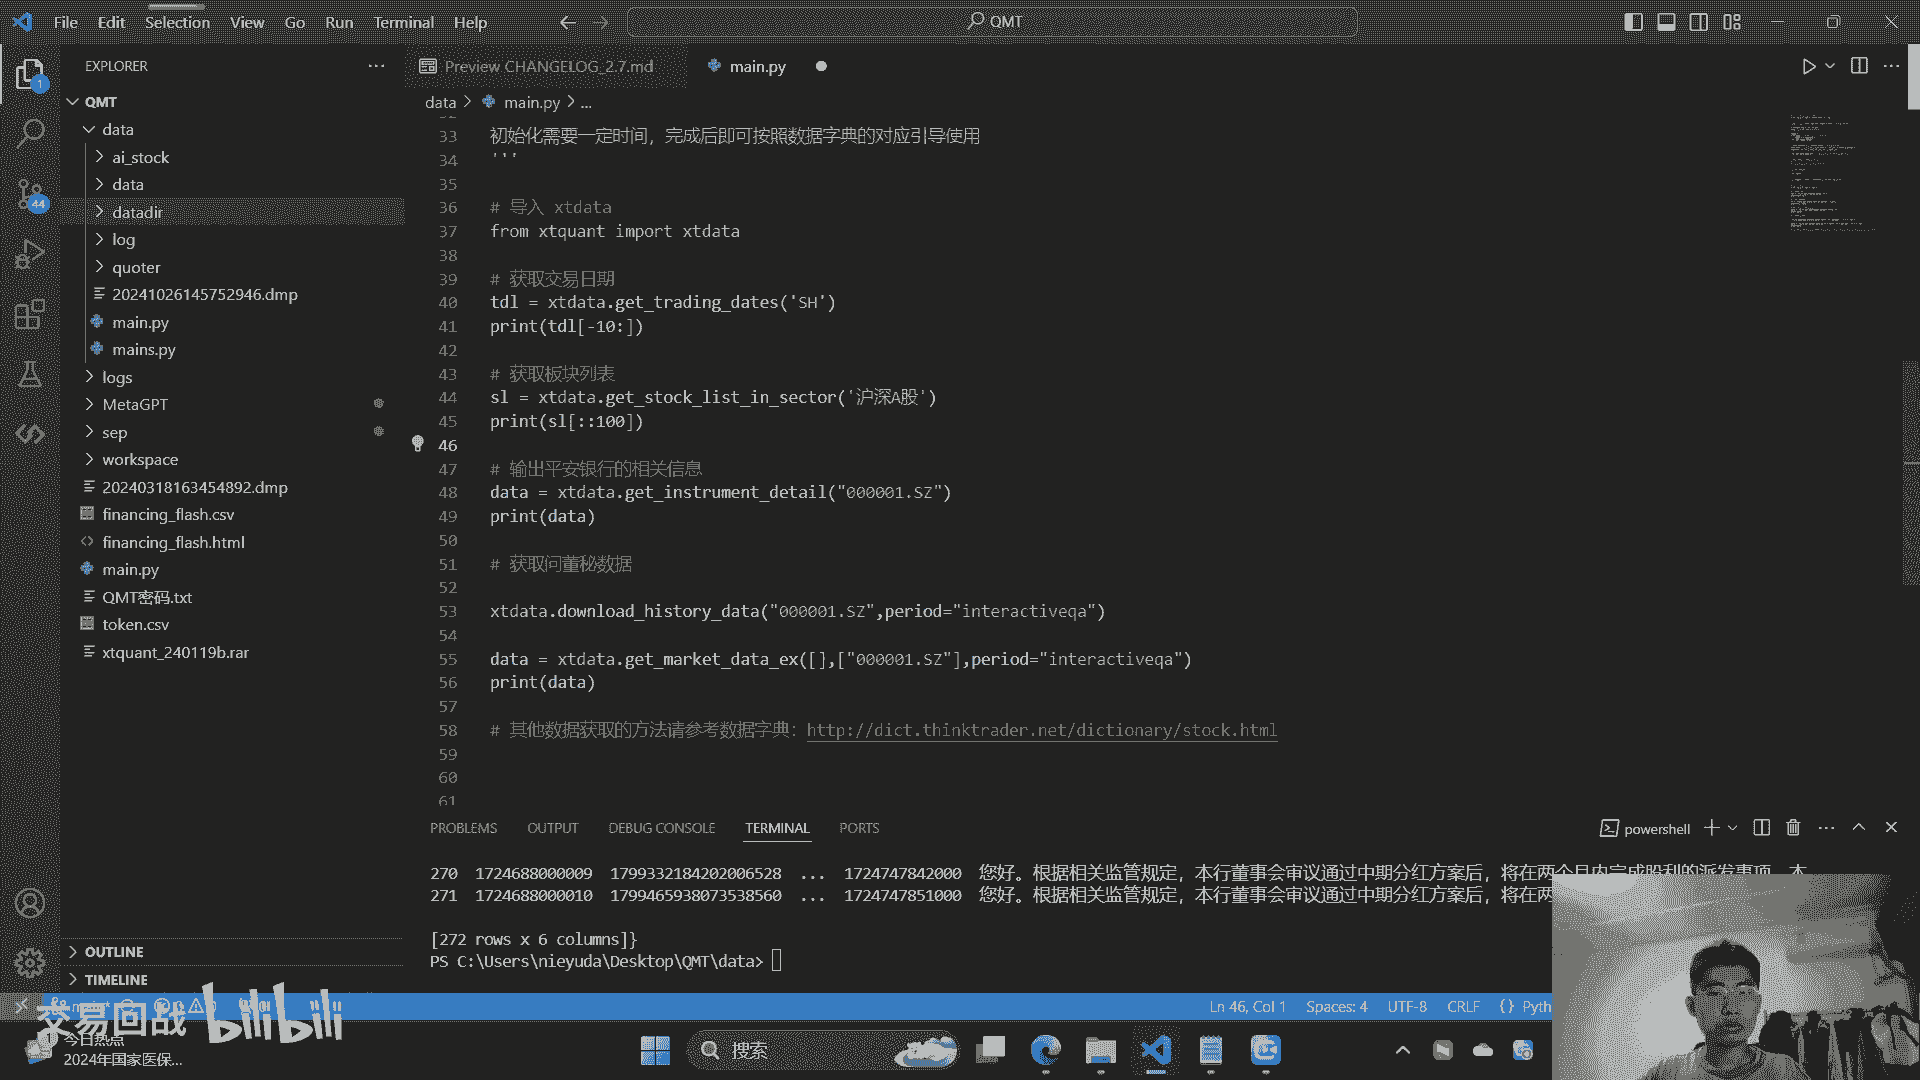 File Edit Selection View Go Run Terminal Help
QMT
EXPLORER
Preview CHANGELOG_2.7.md
main.py
data > main.py > ...
1
44
QMT
data
ai_stock
data
datadir
log
quoter
20241026145752946.dmp
main.py
mains.py
logs
MetaGPT
sep
workspace
20240318163454892.dmp
financing_flash.csv
financing_flash.html
main.py
QMT密码.txt
token.csv
xtquant_240119b.rar
OUTLINE
TIMELINE
33 初始化需要一定时间，完成后即可按照数据字典的对应引导使用
34 '''
35
36 # 导入 xtdata
37 from xtquant import xtdata
38
39 # 获取交易日期
40 tdl = xtdata.get_trading_dates('SH')
41 print(tdl[-10:])
42
43 # 获取板块列表
44 sl = xtdata.get_stock_list_in_sector('沪深A股')
45 print(sl[::100])
46
47 # 输出平安银行的相关信息
48 data = xtdata.get_instrument_detail("000001.SZ")
49 print(data)
50
51 # 获取问董秘数据
52
53 xtdata.download_history_data("000001.SZ",period="interactiveqa")
54
55 data = xtdata.get_market_data_ex([],["000001.SZ"],period="interactiveqa")
56 print(data)
57
58 # 其他数据获取的方法请参考数据字典：http://dict.thinktrader.net/dictionary/stock.html
59
60
61
PROBLEMS OUTPUT DEBUG CONSOLE TERMINAL PORTS
powershell
270 1724688000009 1799332184202006528 ... 1724747842000 您好。根据相关监管规定，本行董事会审议通过中期分红方案后，将在两个月内完成股利的派发事项。本
271 1724688000010 1799465938073538560 ... 1724747851000 您好。根据相关监管规定，本行董事会审议通过中期分红方案后，将在两
[272 rows x 6 columns]}
PS C:\Users\nieyuda\Desktop\QMT\data>
Ln 46, Col 1 Spaces: 4 UTF-8 CRLF {} Pyth
交易回战 bilibili
今日热点
2024年国家医保...
搜索